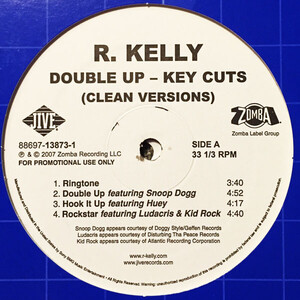 R. KELLY
DOUBLE UP – KEY CUTS
(CLEAN VERSIONS)
JIVE
ZOMBA
Zomba Label Group
88697-13873-1
℗ & © 2007 Zomba Recording LLC
FOR PROMOTIONAL USE ONLY
SIDE A
33 1/3 RPM
1. Ringtone 3:40
2. Double Up featuring Snoop Dogg 4:52
3. Hook It Up featuring Huey 4:17
4. Rockstar featuring Ludacris & Kid Rock 4:40
Snoop Dogg appears courtesy of Doggy Style/Geffen Records
Ludacris appears courtesy of Disturbing Tha Peace Records
Kid Rock appears courtesy of Atlantic Recording Corporation
www.r-kelly.com
www.jiverecords.com